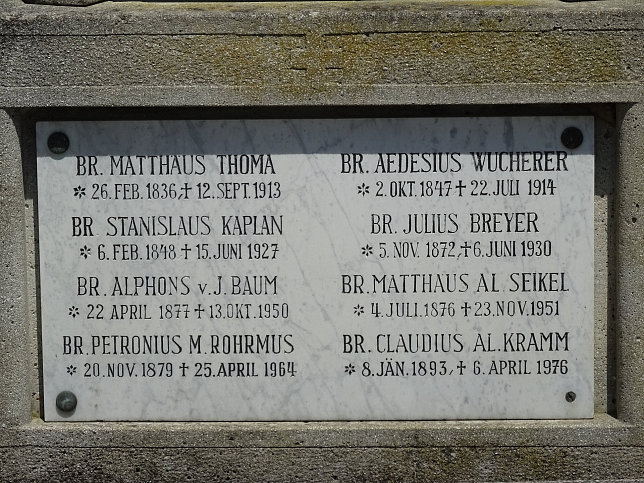 BR. MATTHÄUS THOMA
* 26. FEB. 1836, + 12. SEPT. 1913
BR. STANISLAUS KAPLAN
* 6. FEB. 1848 + 15. JUNI 1927
BR. ALPHONS v. J. BAUM
* 22 APRIL 1877 + 13. OKT. 1950
BR. PETRONIUS M. ROHRMUS
* 20. NOV. 1879 + 25. APRIL 1964
BR. AEDESIUS WUCHERER
* 2. OKT. 1847 + 22. JULI 1914
BR. JULIUS BREYER
* 5. NOV. 1872, + 6. JUNI 1930
BR. MATTHÄUS AL. SEIKEL
* 4. JULI. 1876 + 23. NOV. 1951
BR. CLAUDIUS AL. KRAMM
* 8. JÄN. 1893, + 6. APRIL 1976